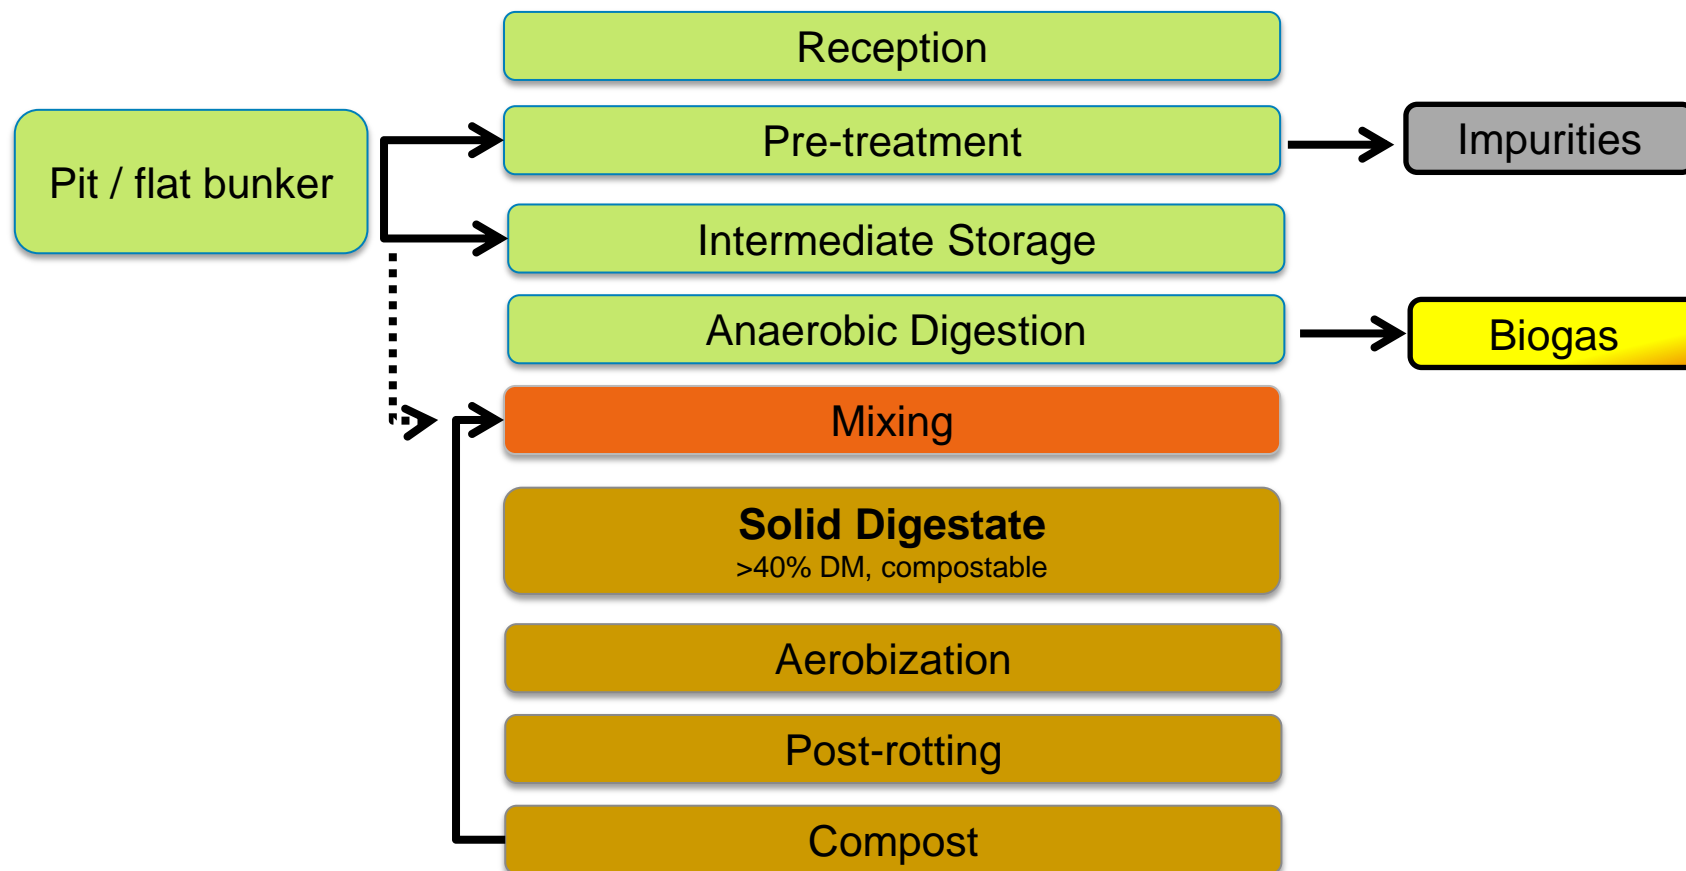 Reception
Pit / flat bunker
Pre-treatment
Impurities
Intermediate Storage
Anaerobic Digestion
Biogas
Mixing
Solid Digestate
>40% DM, compostable
Aerobization
Post-rotting
Compost